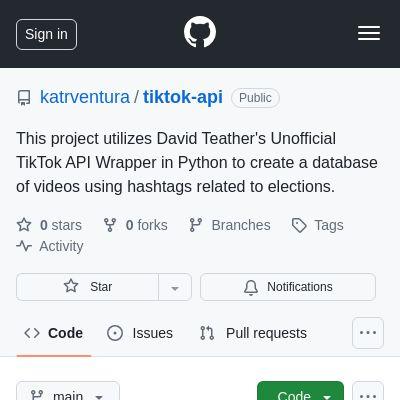 Sign in
katrventura / tiktok-api Public
This project utilizes David Teather's Unofficial
TikTok API Wrapper in Python to create a database
of videos using hashtags related to elections.
0 stars 0 forks Branches Tags
Activity
Star Notifications
Code Issues Pull requests
main Code